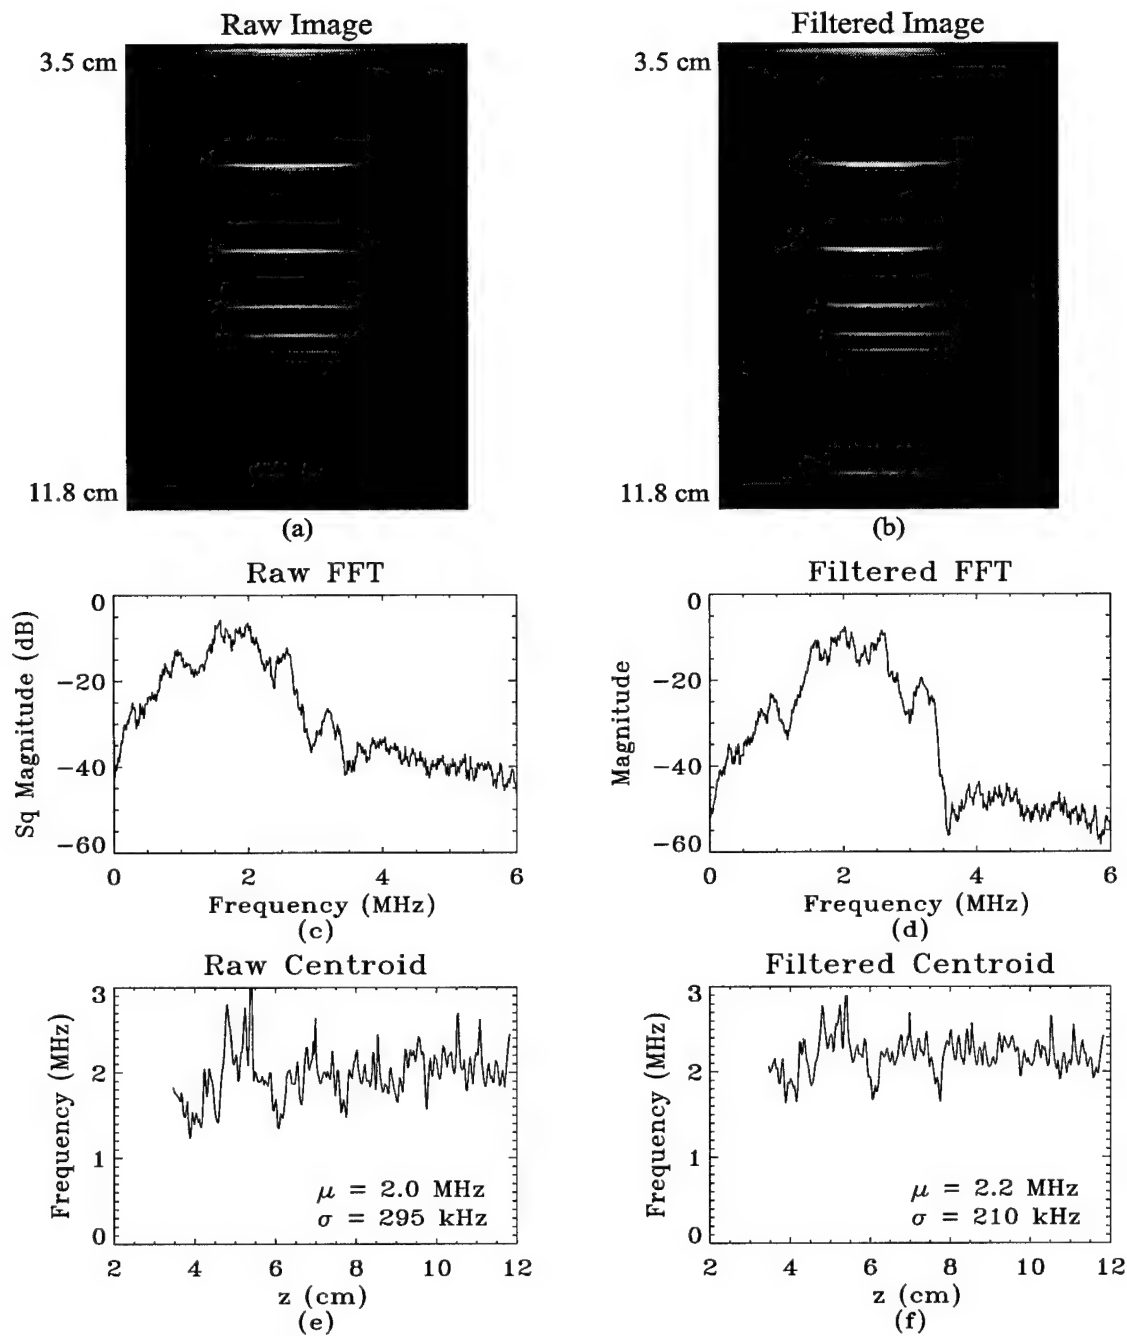 Raw Image
Filtered Image
3.5 cm
3.5 cm
11.8 cm
11.8 cm
(a)
(b)
Raw FFT
Filtered FFT
Sq Magnitude (dB)
0
−20
−40
−60
0 2 4 6
Frequency (MHz)
(c)
Magnitude
0
−20
−40
−60
0 2 4 6
Frequency (MHz)
(d)
Raw Centroid
Filtered Centroid
Frequency (MHz)
3
2
1
0
μ = 2.0 MHz
σ = 295 kHz
2 4 6 8 10 12
z (cm)
(e)
Frequency (MHz)
3
2
1
0
μ = 2.2 MHz
σ = 210 kHz
2 4 6 8 10 12
z (cm)
(f)